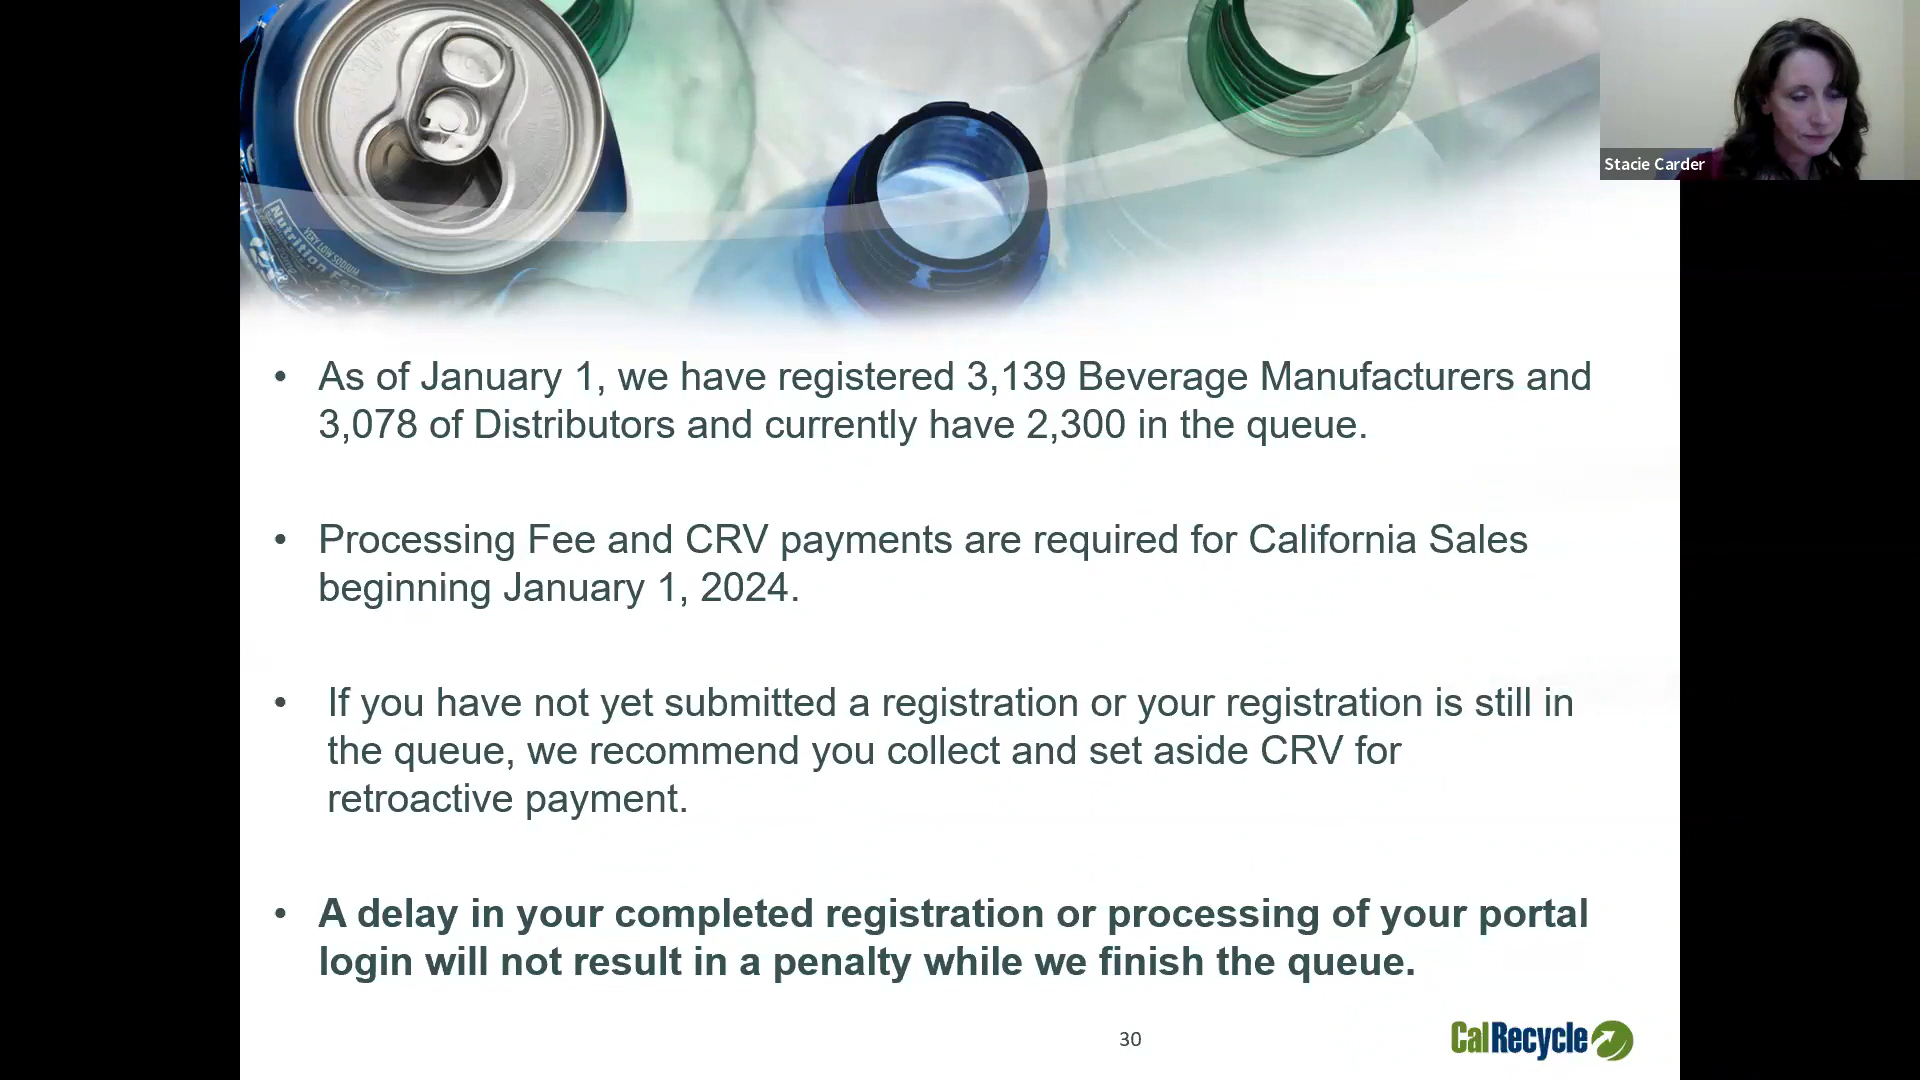 Nutrition
VERY LOW SODIUM
Stacie Carder
• As of January 1, we have registered 3,139 Beverage Manufacturers and
3,078 of Distributors and currently have 2,300 in the queue.
• Processing Fee and CRV payments are required for California Sales
beginning January 1, 2024.
• If you have not yet submitted a registration or your registration is still in
the queue, we recommend you collect and set aside CRV for
retroactive payment.
• A delay in your completed registration or processing of your portal
login will not result in a penalty while we finish the queue.
30
CalRecycle